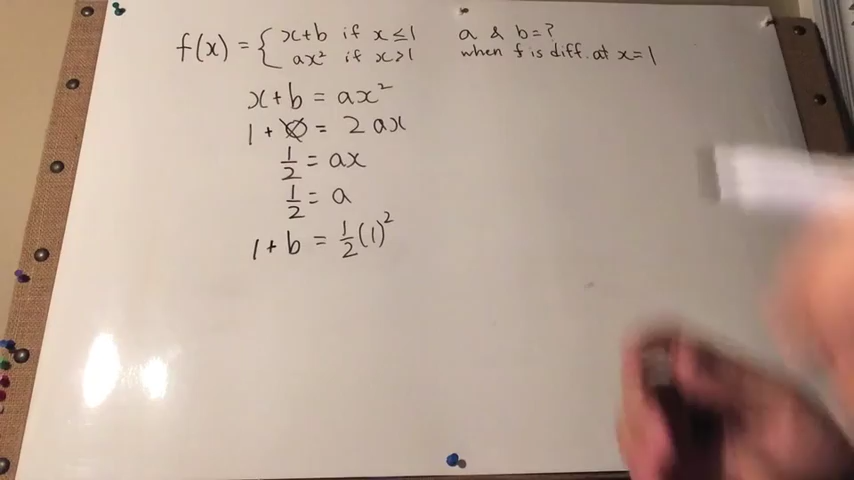 f(x) = { x+b if x ≤ 1 a & b = ?
ax² if x > 1 when f is diff. at x = 1
x + b = ax²
1 + 0 = 2ax
1/2 = ax
1/2 = a
1 + b = 1/2 (1)²